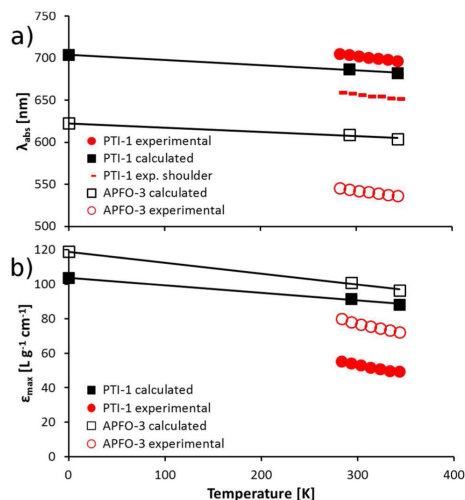 a)
750
700
650
600
550
500
λabs [nm]
PTI-1 experimental
PTI-1 calculated
PTI-1 exp. shoulder
APFO-3 calculated
APFO-3 experimental
b)
120
100
80
60
40
20
0
εmax [L g-1 cm-1]
PTI-1 calculated
PTI-1 experimental
APFO-3 calculated
APFO-3 experimental
0 100 200 300 400
Temperature [K]